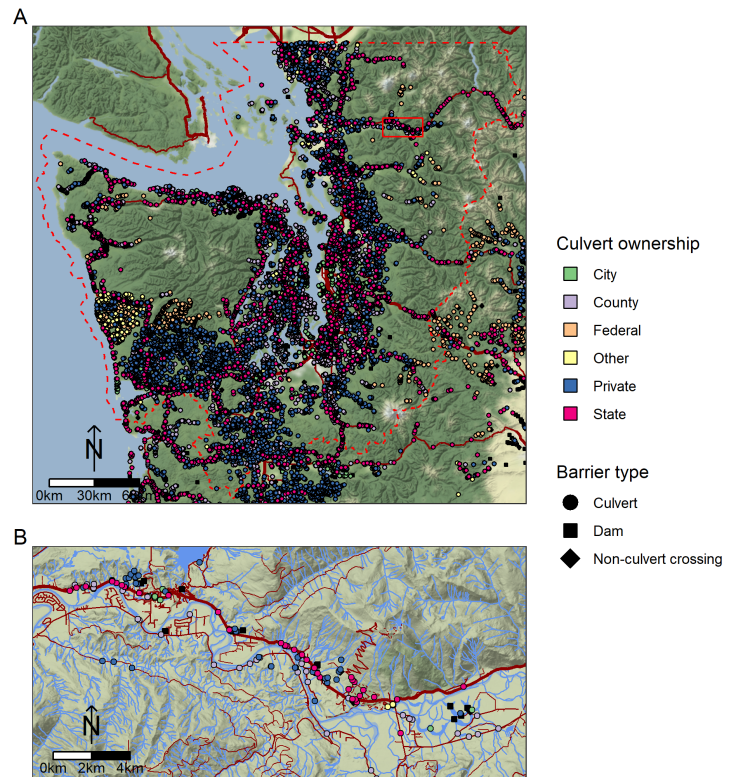 A
N
0km 30km 60km
Culvert ownership
City
County
Federal
Other
Private
State
Barrier type
Culvert
Dam
Non-culvert crossing
B
N
0km 2km 4km